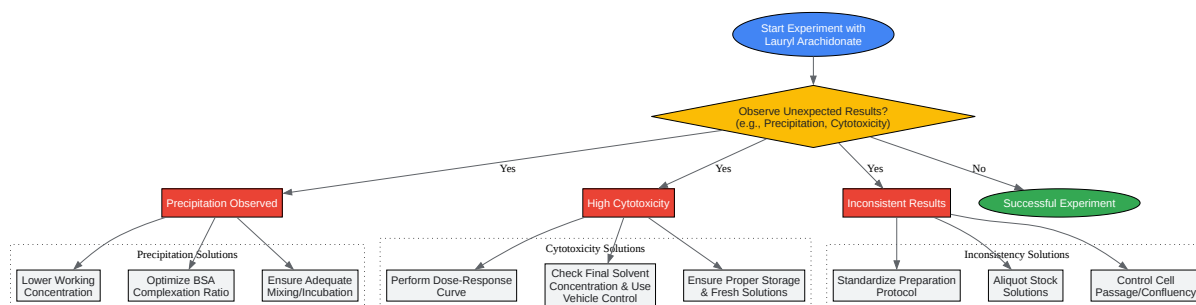 Start Experiment with
Lauryl Arachidonate
Observe Unexpected Results?
(e.g., Precipitation, Cytotoxicity)
Yes
Yes
Yes
No
Precipitation Observed
High Cytotoxicity
Inconsistent Results
Successful Experiment
Precipitation Solutions
Lower Working
Concentration
Optimize BSA
Complexation Ratio
Ensure Adequate
Mixing/Incubation
Cytotoxicity Solutions
Perform Dose-Response
Curve
Check Final Solvent
Concentration & Use
Vehicle Control
Ensure Proper Storage
& Fresh Solutions
Inconsistency Solutions
Standardize Preparation
Protocol
Aliquot Stock
Solutions
Control Cell
Passage/Confluency